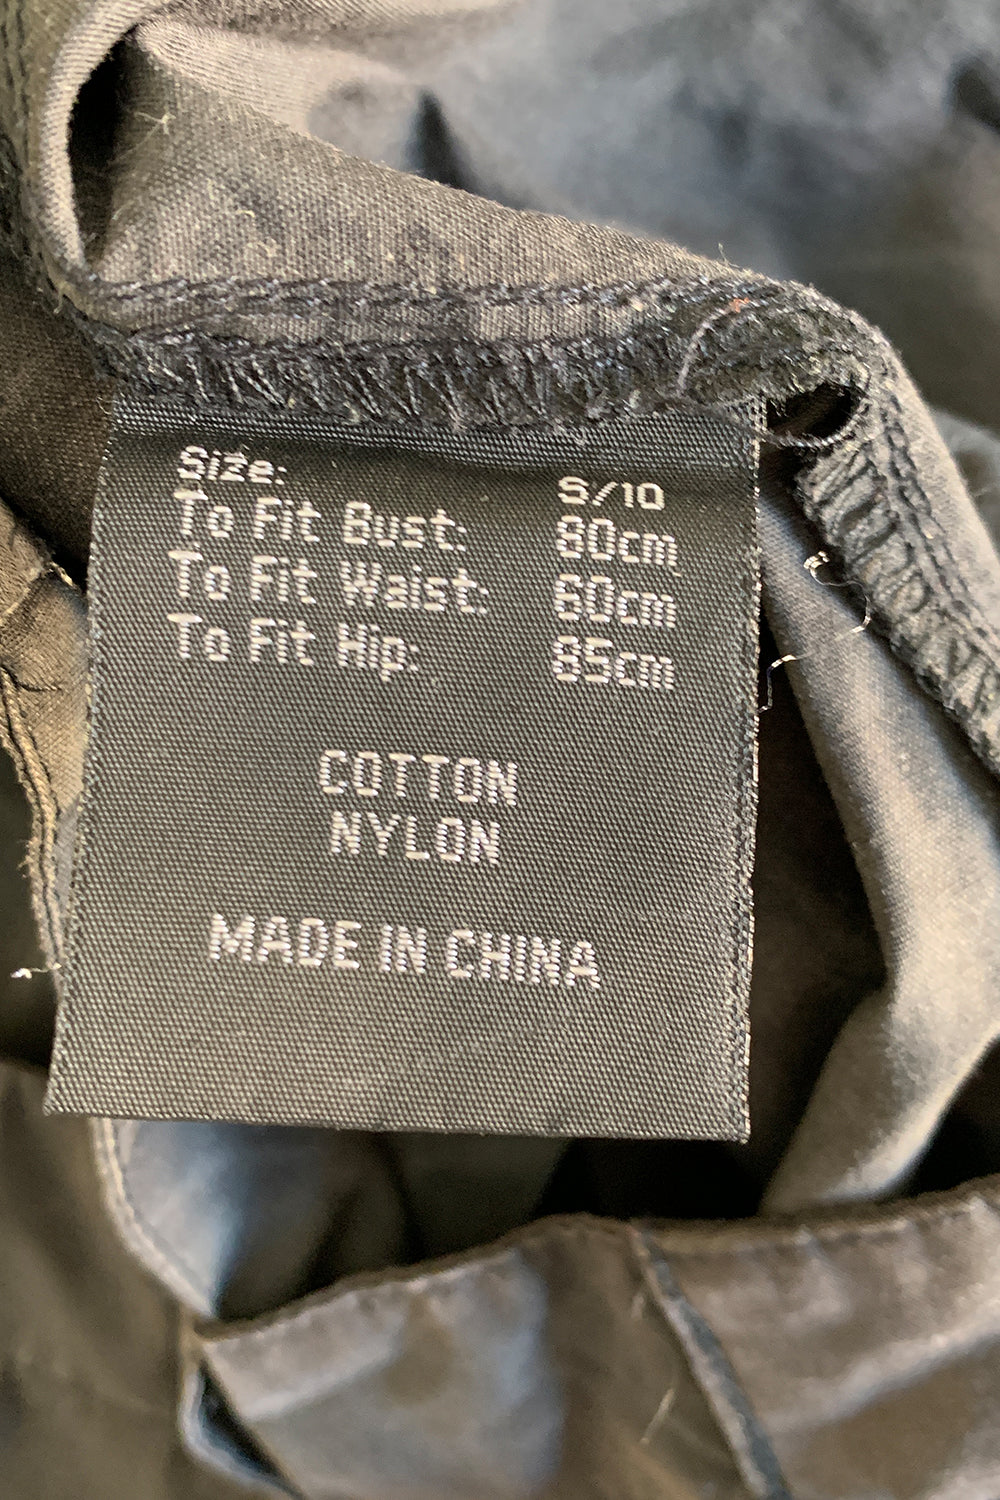 Size: S/10
To Fit Bust: 80cm
To Fit Waist: 60cm
To Fit Hip: 85cm
COTTON
NYLON
MADE IN CHINA